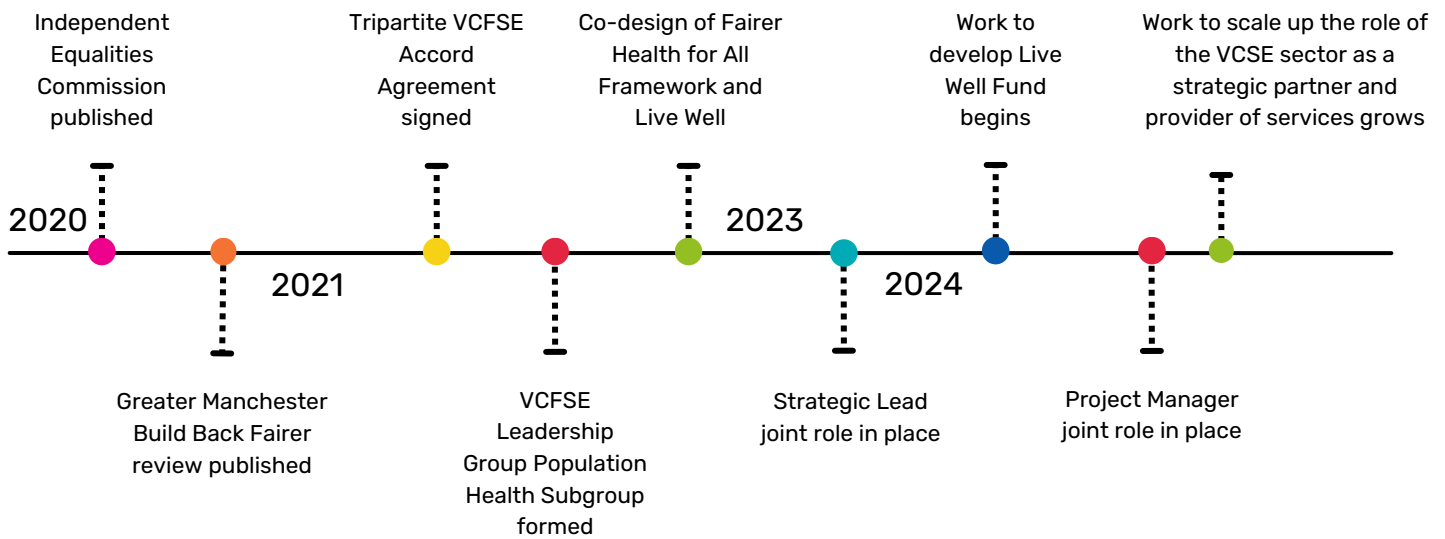 Independent
Equalities
Commission
published
Tripartite VCFSE
Accord
Agreement
signed
Co-design of Fairer
Health for All
Framework and
Live Well
Work to
develop Live
Well Fund
begins
Work to scale up the role of
the VCSE sector as a
strategic partner and
provider of services grows
2020
2021
2023
2024
Greater Manchester
Build Back Fairer
review published
VCFSE
Leadership
Group Population
Health Subgroup
formed
Strategic Lead
joint role in place
Project Manager
joint role in place